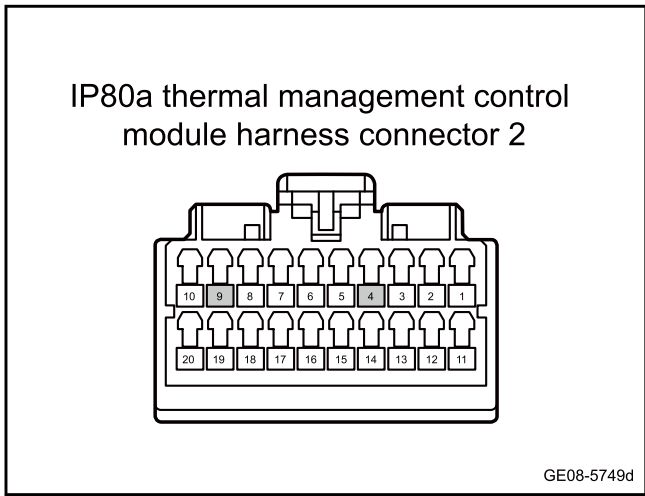 IP80a thermal management control
module harness connector 2
10 9 8 7 6 5 4 3 2 1
20 19 18 17 16 15 14 13 12 11
GE08-5749d